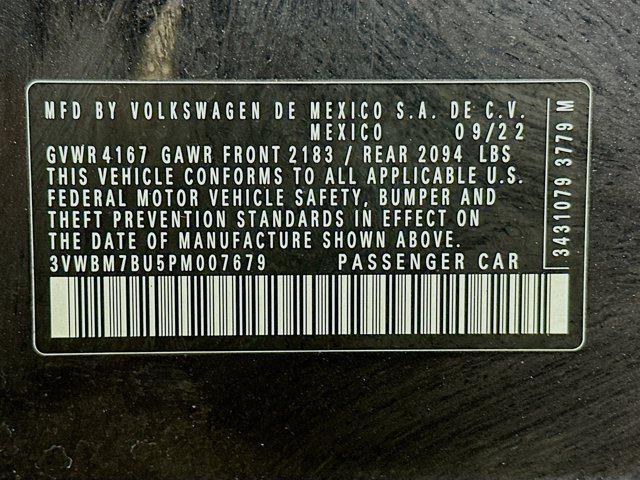 MFD BY VOLKSWAGEN DE MEXICO S.A. DE C.V.
MEXICO 09/22
GVWR 4167 GAWR FRONT 2183 / REAR 2094 LBS
THIS VEHICLE CONFORMS TO ALL APPLICABLE U.S.
FEDERAL MOTOR VEHICLE SAFETY, BUMPER AND
THEFT PREVENTION STANDARDS IN EFFECT ON
THE DATE OF MANUFACTURE SHOWN ABOVE.
3VWBM7BU5PM007679 PASSENGER CAR
3431079 3779 M